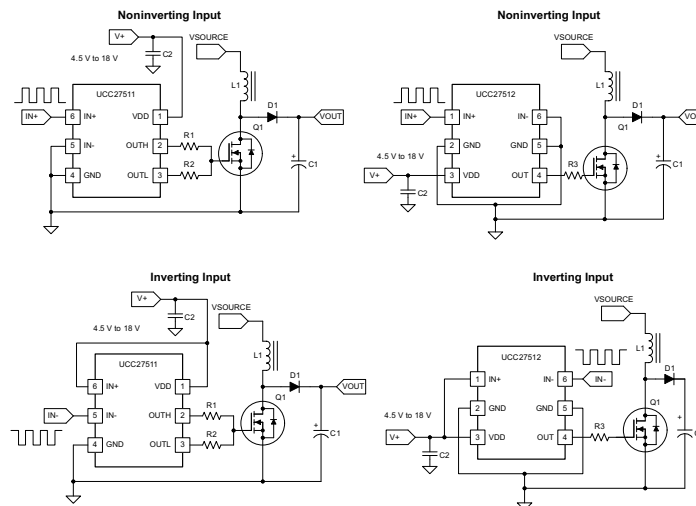 Noninverting Input
V+
VSOURCE
4.5 V to 18 V
C2
L1
UCC27511
D1
IN+
6 IN+ VDD 1
VOUT
R1
Q1
5 IN- OUTH 2
C1
+
R2
4 GND OUTL 3
Noninverting Input
VSOURCE
L1
UCC27512
D1
IN+
1 IN+ IN- 6
Q1
2 GND GND 5
4.5 V to 18 V
C1
+
R3
V+
3 VDD OUT 4
C2
Inverting Input
V+
VSOURCE
C2
4.5 V to 18 V
L1
UCC27511
D1
6 IN+ VDD 1
VOUT
R1
Q1
IN-
5 IN- OUTH 2
C1
+
R2
4 GND OUTL 3
Inverting Input
VSOURCE
L1
UCC27512
D1
1 IN+ IN- 6
IN-
Q1
2 GND GND 5
4.5 V to 18 V
R3
+
V+
3 VDD OUT 4
C2